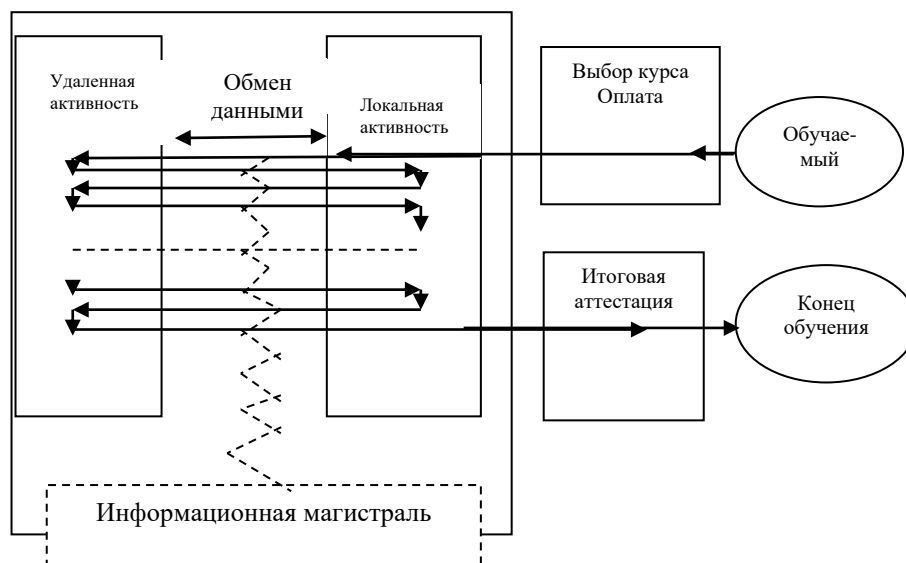 Удаленная
активность
Обмен
данными
Локальная
активность
Выбор курса
Оплата
Обучае-
мый
Итоговая
аттестация
Конец
обучения
Информационная магистраль